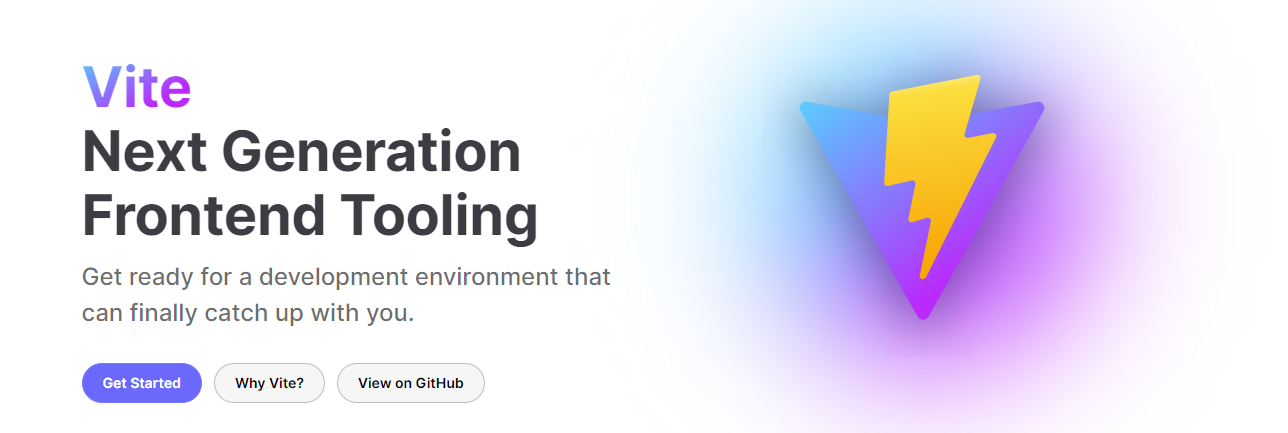 Vite
Next Generation
Frontend Tooling
Get ready for a development environment that
can finally catch up with you.
Get Started
Why Vite?
View on GitHub